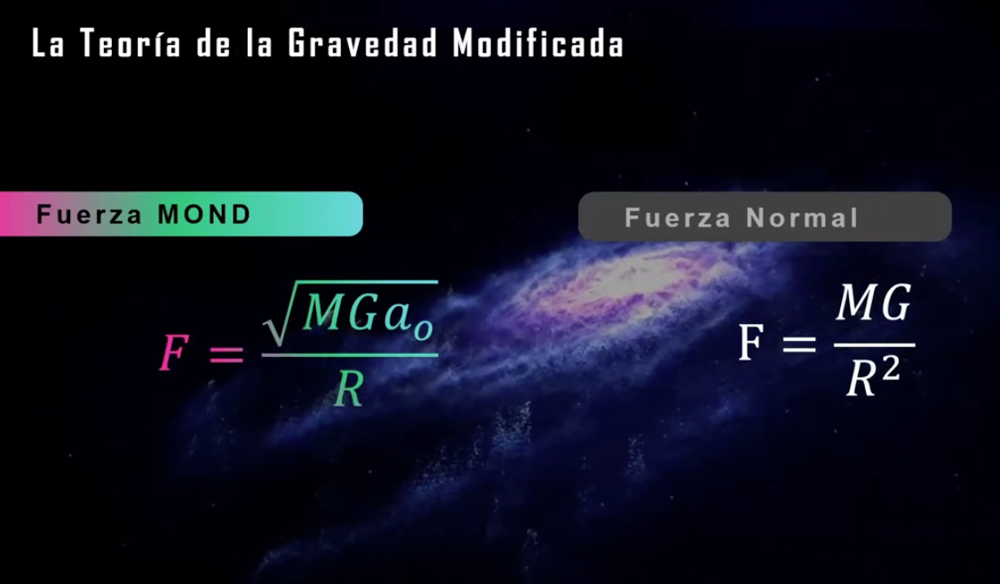 La Teoría de la Gravedad Modificada
Fuerza MOND
F = √(MGa₀) / R
Fuerza Normal
F = MG / R²